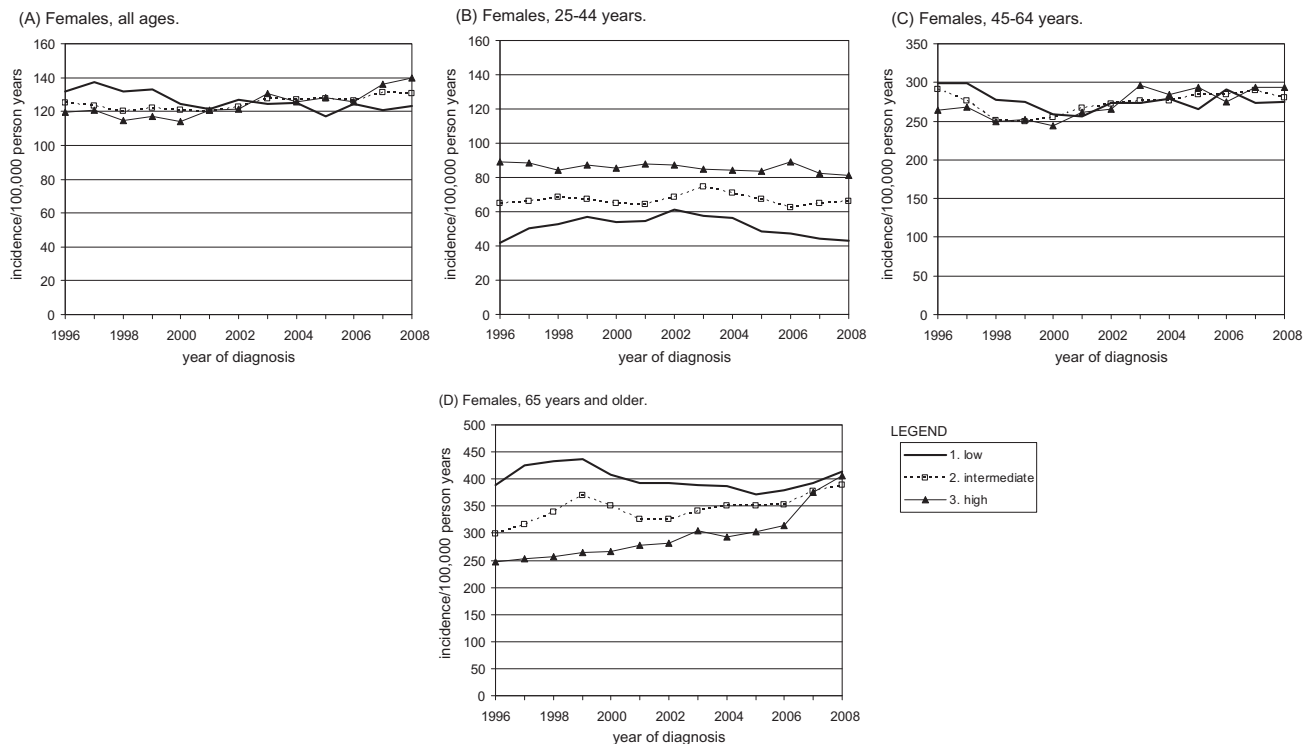 (A) Females, all ages.
160
140
120
100
80
60
40
20
0
incidence/100,000 person years
1996 1998 2000 2002 2004 2006 2008
year of diagnosis
(B) Females, 25-44 years.
160
140
120
100
80
60
40
20
0
incidence/100,000 person years
1996 1998 2000 2002 2004 2006 2008
year of diagnosis
(C) Females, 45-64 years.
350
300
250
200
150
100
50
0
incidence/100,000 person years
1996 1998 2000 2002 2004 2006 2008
year of diagnosis
(D) Females, 65 years and older.
500
450
400
350
300
250
200
150
100
50
0
incidence/100,000 person years
1996 1998 2000 2002 2004 2006 2008
year of diagnosis
LEGEND
1. low
2. intermediate
3. high